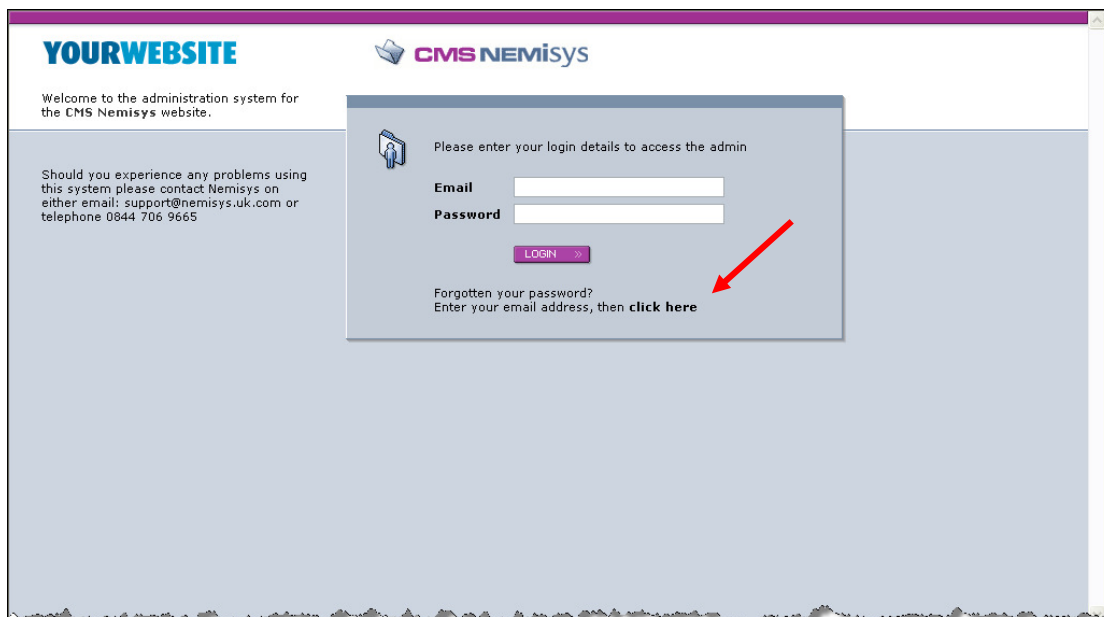 YOURWEBSITE
CMS NEMiSYS
Welcome to the administration system for
the CMS Nemisys website.
Should you experience any problems using
this system please contact Nemisys on
either email: support@nemisys.uk.com or
telephone 0844 706 9665
Please enter your login details to access the admin
Email
Password
LOGIN »
Forgotten your password?
Enter your email address, then click here